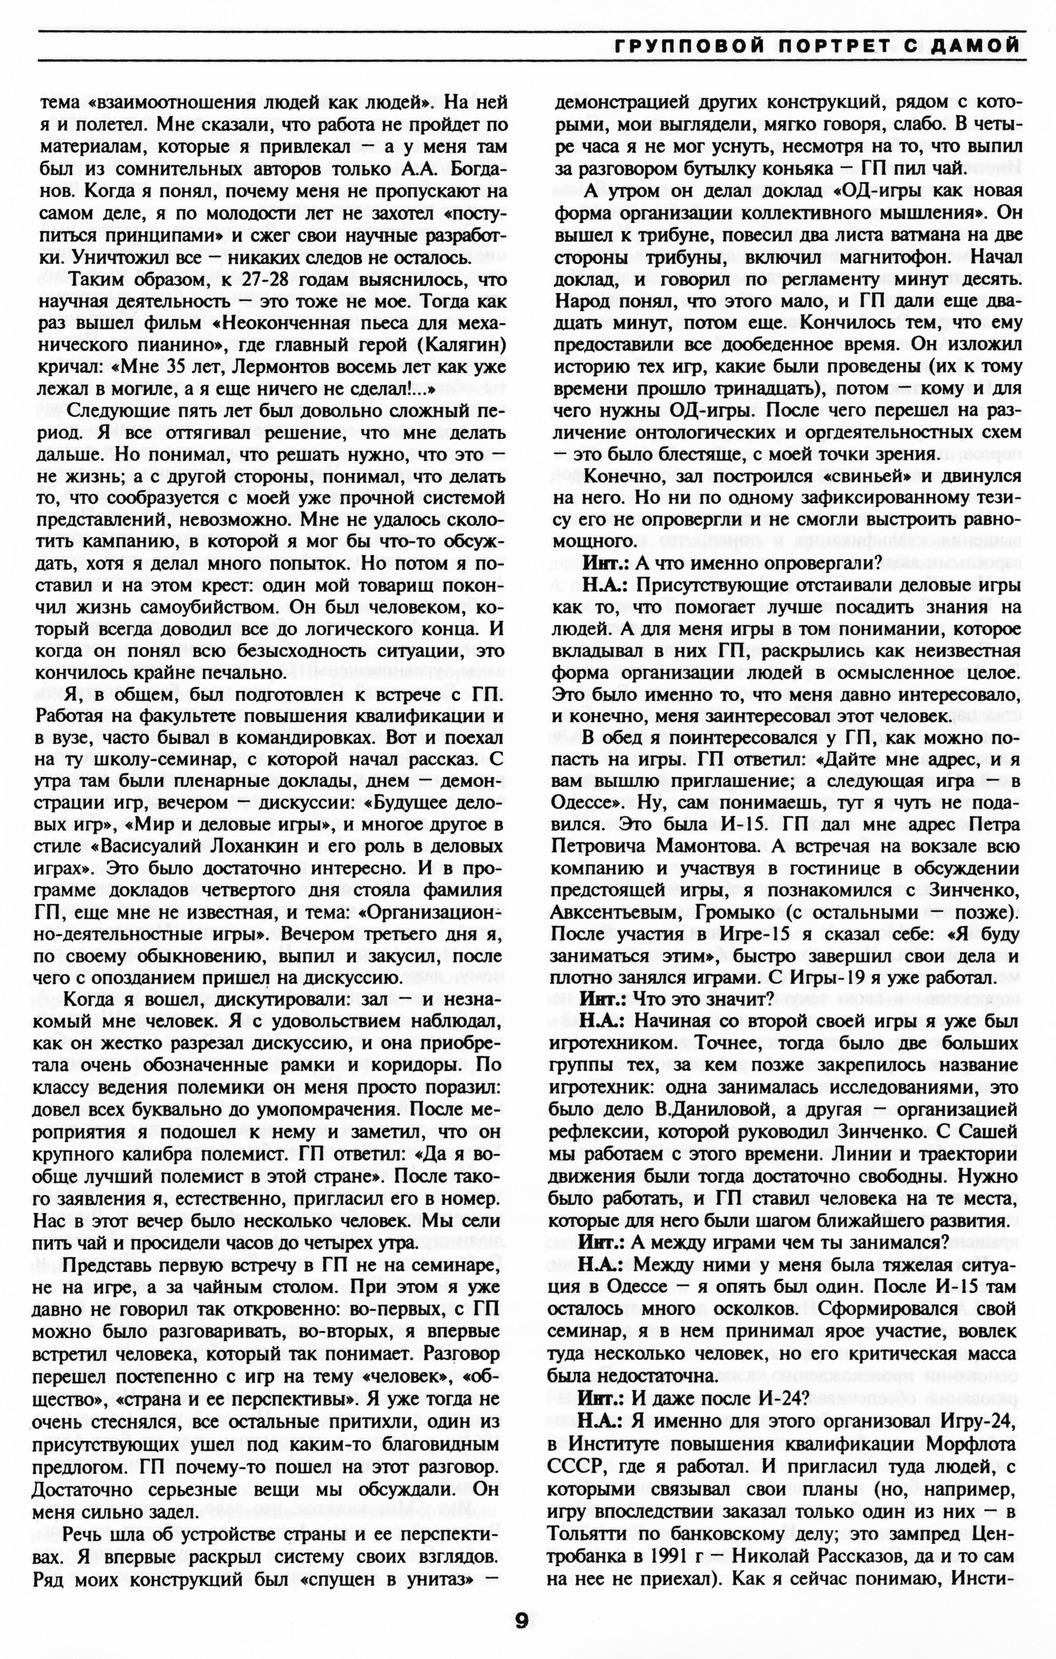 ГРУППОВОЙ ПОРТРЕТ С ДАМОЙ
тема «взаимоотношения людей как людей». На ней
я и полетел. Мне сказали, что работа не пройдет по
материалам, которые я привлекал — а у меня там
был из сомнительных авторов только А.А. Богда-
нов. Когда я понял, почему меня не пропускают на
самом деле, я по молодости лет не захотел «посту-
питься принципами» и сжег свои научные разработ-
ки. Уничтожил все — никаких следов не осталось.
Таким образом, к 27-28 годам выяснилось, что
научная деятельность — это тоже не мое. Тогда как
раз вышел фильм «Неоконченная пьеса для меха-
нического пианино», где главный герой (Калягин)
кричал: «Мне 35 лет, Лермонтов восемь лет как уже
лежал в могиле, а я еще ничего не сделал!...»
Следующие пять лет был довольно сложный пе-
риод. Я все оттягивал решение, что мне делать
дальше. Но понимал, что решать нужно, что это —
не жизнь; а с другой стороны, понимал, что делать
то, что сообразуется с моей уже прочной системой
представлений, невозможно. Мне не удалось сколо-
тить кампанию, в которой я мог бы что-то обсуж-
дать, хотя я делал много попыток. Но потом я по-
ставил и на этом крест: один мой товарищ покон-
чил жизнь самоубийством. Он был человеком, ко-
торый всегда доводил все до логического конца. И
когда он понял всю безысходность ситуации, это
кончилось крайне печально.
Я, в общем, был подготовлен к встрече с ГП.
Работая на факультете повышения квалификации и
в вузе, часто бывал в командировках. Вот и поехал
на ту школу-семинар, с которой начал рассказ. С
утра там были пленарные доклады, днем — демон-
страции игр, вечером — дискуссии: «Будущее дело-
вых игр», «Мир и деловые игры», и многое другое в
стиле «Васисуалий Лоханкин и его роль в деловых
играх». Это было достаточно интересно. И в про-
грамме докладов четвертого дня стояла фамилия
ГП, еще мне не известная, и тема: «Организацион-
но-деятельностные игры». Вечером третьего дня я,
по своему обыкновению, выпил и закусил, после
чего с опозданием пришел на дискуссию.
Когда я вошел, дискутировали: зал — и незна-
комый мне человек. Я с удовольствием наблюдал,
как он жестко разрезал дискуссию, и она приобре-
тала очень обозначенные рамки и коридоры. По
классу ведения полемики он меня просто поразил:
довел всех буквально до умопомрачения. После ме-
роприятия я подошел к нему и заметил, что он
крупного калибра полемист. ГП ответил: «Да я во-
обще лучший полемист в этой стране». После тако-
го заявления я, естественно, пригласил его в номер.
Нас в этот вечер было несколько человек. Мы сели
пить чай и просидели часов до четырех утра.
Представь первую встречу в ГП не на семинаре,
не на игре, а за чайным столом. При этом я уже
давно не говорил так откровенно: во-первых, с ГП
можно было разговаривать, во-вторых, я впервые
встретил человека, который так понимает. Разговор
перешел постепенно с игр на тему «человек», «об-
щество», «страна и ее перспективы». Я уже тогда не
очень стеснялся, все остальные притихли, один из
присутствующих ушел под каким-то благовидным
предлогом. ГП почему-то пошел на этот разговор.
Достаточно серьезные вещи мы обсуждали. Он
меня сильно задел.
Речь шла об устройстве страны и ее перспекти-
вах. Я впервые раскрыл систему своих взглядов.
Ряд моих конструкций был «спущен в унитаз» —
демонстрацией других конструкций, рядом с кото-
рыми, мои выглядели, мягко говоря, слабо. В четы-
ре часа я не мог уснуть, несмотря на то, что выпил
за разговором бутылку коньяка — ГП пил чай.
А утром он делал доклад «ОД-игры как новая
форма организации коллективного мышления». Он
вышел к трибуне, повесил два листа ватмана на две
стороны трибуны, включил магнитофон. Начал
доклад, и говорил по регламенту минут десять.
Народ понял, что этого мало, и ГП дали еще два-
дцать минут, потом еще. Кончилось тем, что ему
предоставили все дообеденное время. Он изложил
историю тех игр, какие были проведены (их к тому
времени прошло тринадцать), потом — кому и для
чего нужны ОД-игры. После чего перешел на раз-
личение онтологических и оргдеятельностных схем
— это было блестяще, с моей точки зрения.
Конечно, зал построился «свиньей» и двинулся
на него. Но ни по одному зафиксированному тези-
су его не опровергли и не смогли выстроить равно-
мощного.
Инт.: А что именно опровергали?
Н.А.: Присутствующие отстаивали деловые игры
как то, что помогает лучше посадить знания на
людей. А для меня игры в том понимании, которое
вкладывал в них ГП, раскрылись как неизвестная
форма организации людей в осмысленное целое.
Это было именно то, что меня давно интересовало,
и конечно, меня заинтересовал этот человек.
В обед я поинтересовался у ГП, как можно по-
пасть на игры. ГП ответил: «Дайте мне адрес, и я
вам вышлю приглашение; а следующая игра — в
Одессе». Ну, сам понимаешь, тут я чуть не пода-
вился. Это была И-15. ГП дал мне адрес Петра
Петровича Мамонтова. А встречая на вокзале всю
компанию и участвуя в гостинице в обсуждении
предстоящей игры, я познакомился с Зинченко,
Авксентьевым, Громыко (с остальными — позже).
После участия в Игре-15 я сказал себе: «Я буду
заниматься этим», быстро завершил свои дела и
плотно занялся играми. С Игры-19 я уже работал.
Инт.: Что это значит?
Н.А.: Начиная со второй своей игры я уже был
игротехником. Точнее, тогда было две больших
группы тех, за кем позже закрепилось название
игротехник: одна занималась исследованиями, это
было дело В.Даниловой, а другая — организацией
рефлексии, которой руководил Зинченко. С Сашей
мы работаем с этого времени. Линии и траектории
движения были тогда достаточно свободны. Нужно
было работать, и ГП ставил человека на те места,
которые для него были шагом ближайшего развития.
Инт.: А между играми чем ты занимался?
Н.А.: Между ними у меня была тяжелая ситуа-
ция в Одессе — я опять был один. После И-15 там
осталось много осколков. Сформировался свой
семинар, я в нем принимал ярое участие, вовлек
туда несколько человек, но его критическая масса
была недостаточна.
Инт.: И даже после И-24?
Н.А.: Я именно для этого организовал Игру-24,
в Институте повышения квалификации Морфлота
СССР, где я работал. И пригласил туда людей, с
которыми связывал свои планы (но, например,
игру впоследствии заказал только один из них — в
Тольятти по банковскому делу; это зампред Цен-
тробанка в 1991 г — Николай Рассказов, да и то сам
на нее не приехал). Как я сейчас понимаю, Инсти-
9